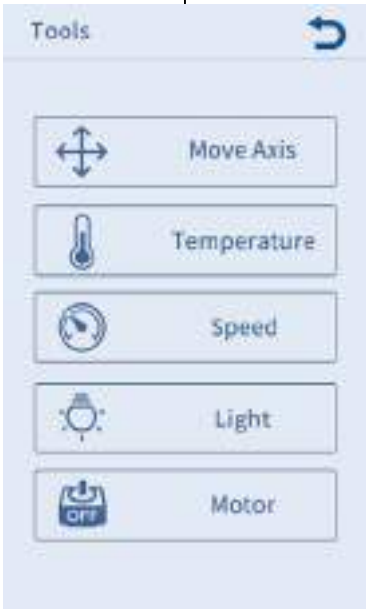 Tools
Move Axis
Temperature
Speed
Light
OFF
Motor